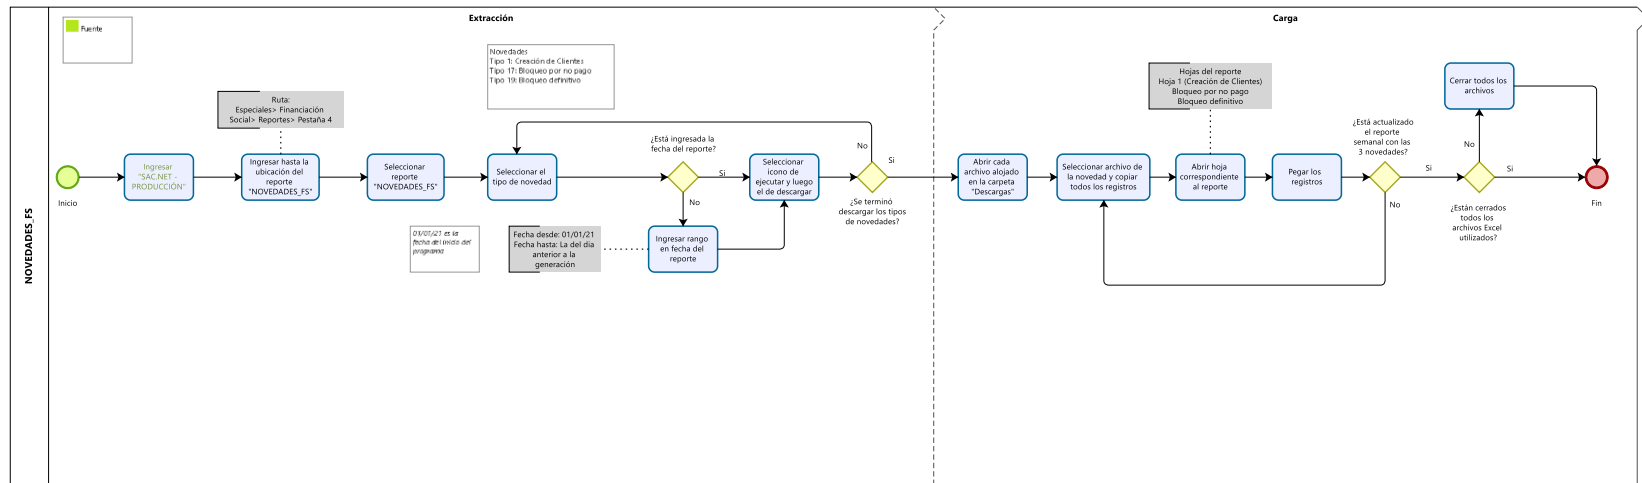 NOVEDADES_FS
Extracción
Carga
Fuente
Novedades
Tipo 1: Creación de Clientes
Tipo 17: Bloqueo por no pago
Tipo 19: Bloqueo definitivo
Ruta:
Especiales> Financiación
Social> Reportes> Pestaña 4
Inicio
Ingresar
"SAC.NET -
PRODUCCIÓN"
Ingresar hasta la
ubicación del
reporte
"NOVEDADES_FS"
Seleccionar
reporte
"NOVEDADES_FS"
Seleccionar el
tipo de novedad
¿Está ingresada la
fecha del reporte?
Si
No
01/01/21 es la
fecha del inicio del
programa
Fecha desde: 01/01/21
Fecha hasta: La del dia
anterior a la
generación
Ingresar rango
en fecha del
reporte
Seleccionar
icono de
ejecutar y luego
el de descargar
No
Si
¿Se terminó
descargar los tipos
de novedades?
Abrir cada
archivo alojado
en la carpeta
"Descargas"
Seleccionar archivo de
la novedad y copiar
todos los registros
Hojas del reporte
Hoja 1 (Creación de Clientes)
Bloqueo por no pago
Bloqueo definitivo
Abrir hoja
correspondiente
al reporte
Pegar los
registros
¿Está actualizado
el reporte
semanal con las
3 novedades?
Si
No
Cerrar todos los
archivos
No
Si
¿Están cerrados
todos los
archivos Excel
utilizados?
Fin